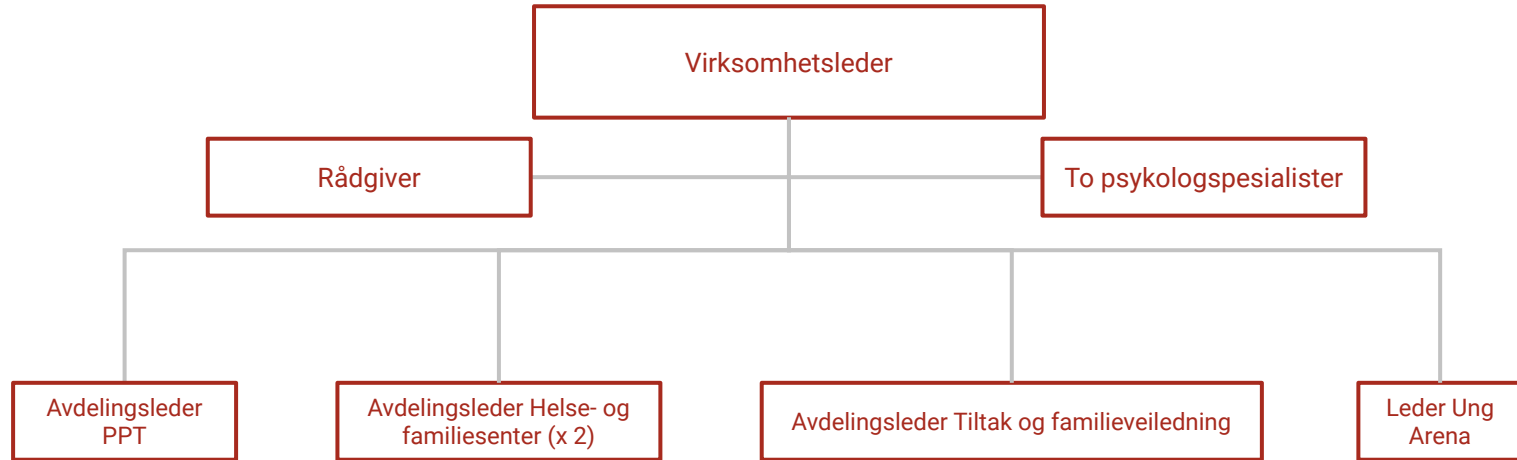 Virksomhetsleder
Rådgiver
To psykologspesialister
Avdelingsleder
PPT
Avdelingsleder Helse- og
familiesenter (x 2)
Avdelingsleder Tiltak og familieveiledning
Leder Ung
Arena